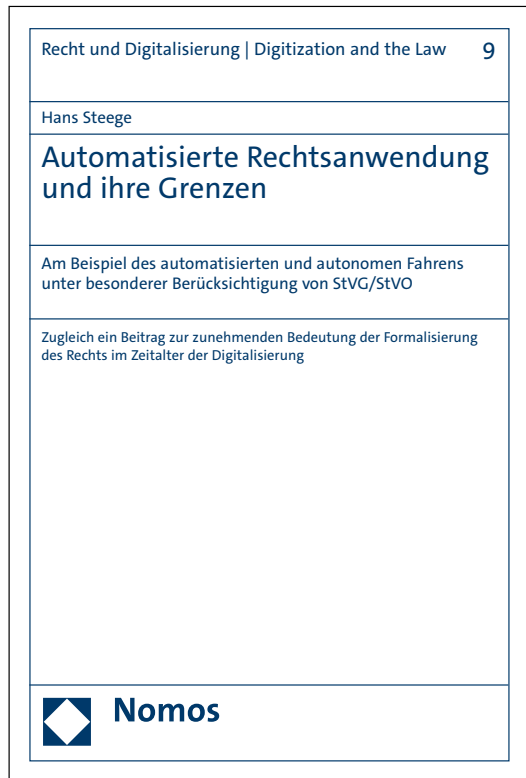 Recht und Digitalisierung | Digitization and the Law 9
Hans Steege
Automatisierte Rechtsanwendung
und ihre Grenzen
Am Beispiel des automatisierten und autonomen Fahrens
unter besonderer Berücksichtigung von StVG/StVO
Zugleich ein Beitrag zur zunehmenden Bedeutung der Formalisierung
des Rechts im Zeitalter der Digitalisierung
Nomos